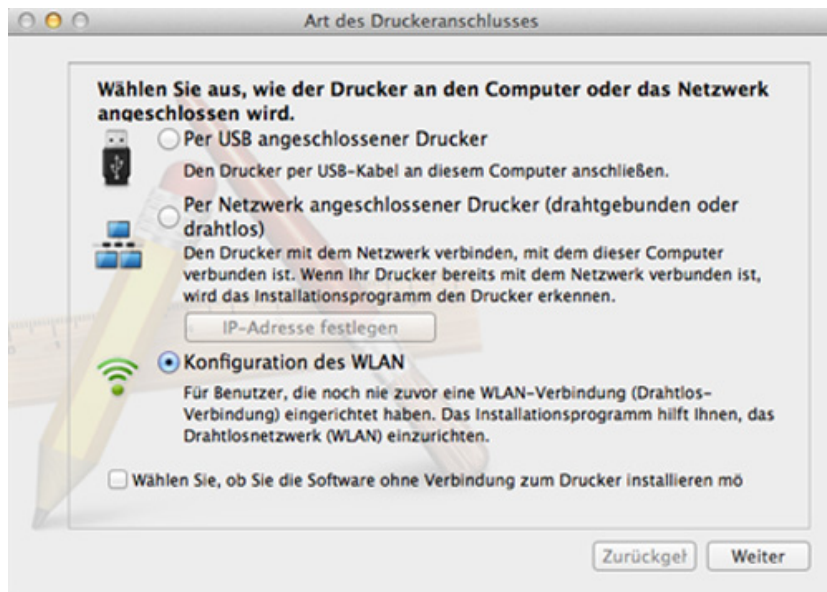 Art des Druckeranschlusses
Wählen Sie aus, wie der Drucker an den Computer oder das Netzwerk
angeschlossen wird.
Per USB angeschlossener Drucker
Den Drucker per USB-Kabel an diesem Computer anschließen.
Per Netzwerk angeschlossener Drucker (drahtgebunden oder
drahtlos)
Den Drucker mit dem Netzwerk verbinden, mit dem dieser Computer
verbunden ist. Wenn Ihr Drucker bereits mit dem Netzwerk verbunden ist,
wird das Installationsprogramm den Drucker erkennen.
IP-Adresse festlegen
Konfiguration des WLAN
Für Benutzer, die noch nie zuvor eine WLAN-Verbindung (Drahtlos-
Verbindung) eingerichtet haben. Das Installationsprogramm hilft Ihnen, das
Drahtlosnetzwerk (WLAN) einzurichten.
Wählen Sie, ob Sie die Software ohne Verbindung zum Drucker installieren mö
Zurückgeh Weiter